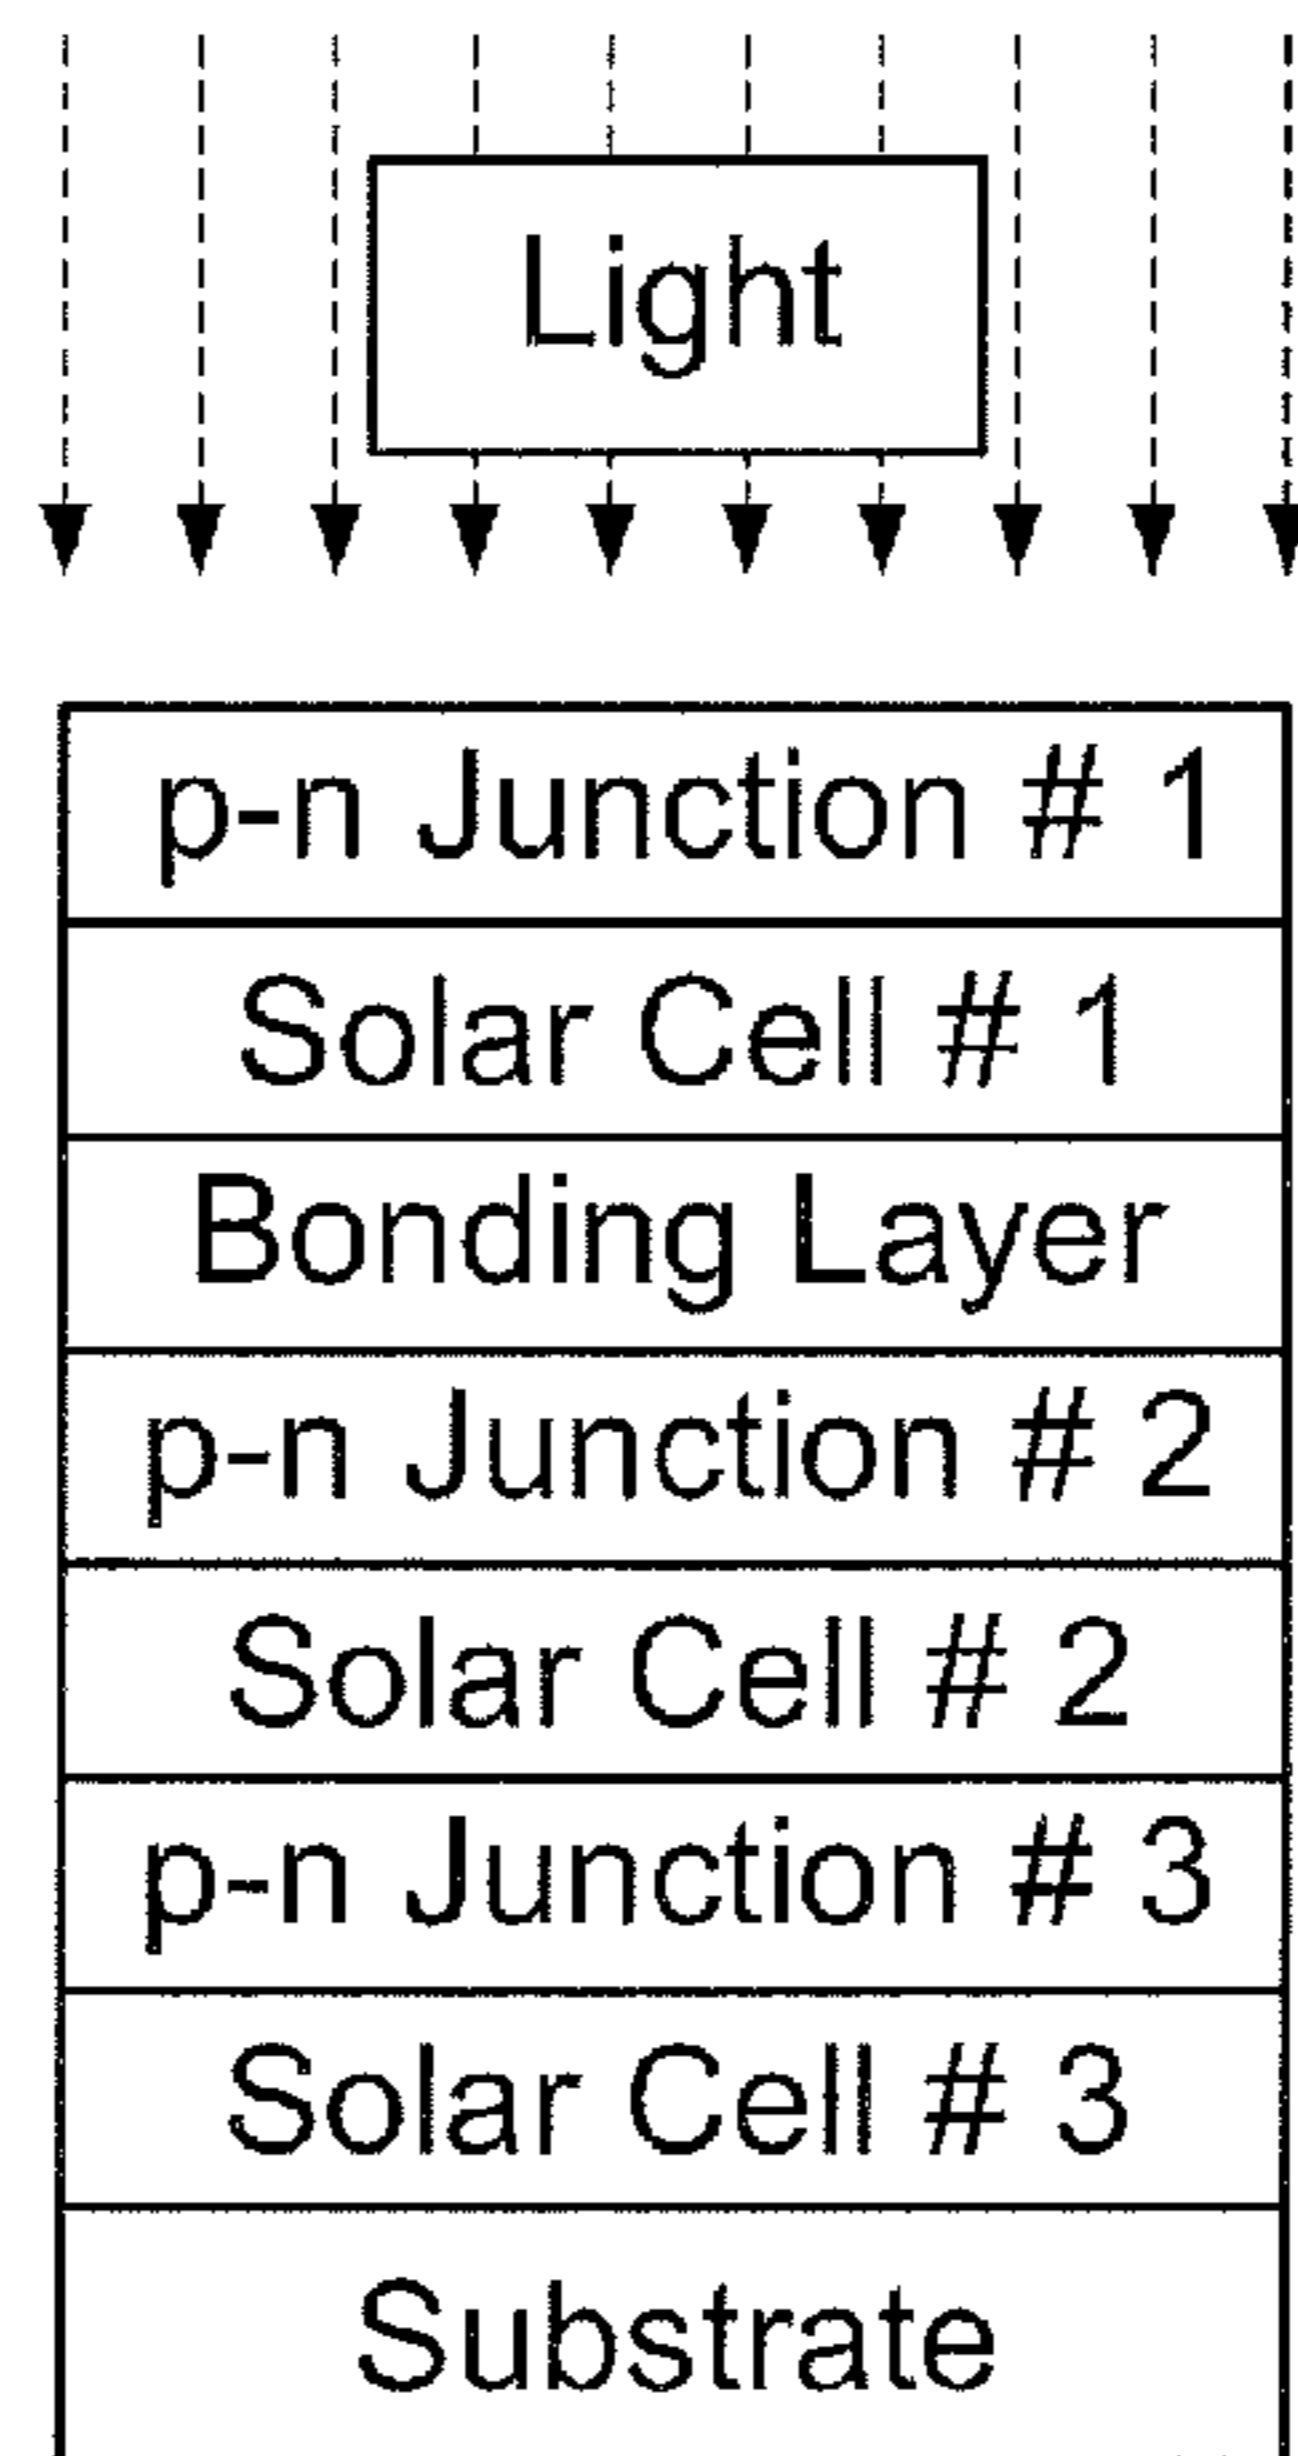 Light
p-n Junction # 1
Solar Cell # 1
Bonding Layer
p-n Junction # 2
Solar Cell # 2
p-n Junction # 3
Solar Cell # 3
Substrate